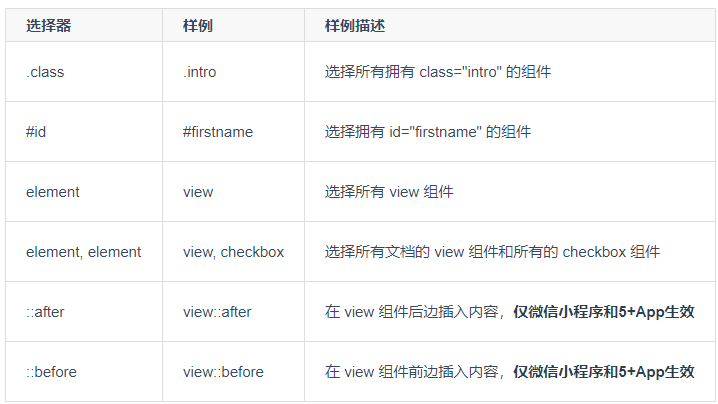 选择器 样例 样例描述
.class .intro 选择所有拥有 class="intro" 的组件
#id #firstname 选择拥有 id="firstname" 的组件
element view 选择所有 view 组件
element, element view, checkbox 选择所有文档的 view 组件和所有的 checkbox 组件
::after view::after 在 view 组件后边插入内容，仅微信小程序和5+App生效
::before view::before 在 view 组件前边插入内容，仅微信小程序和5+App生效